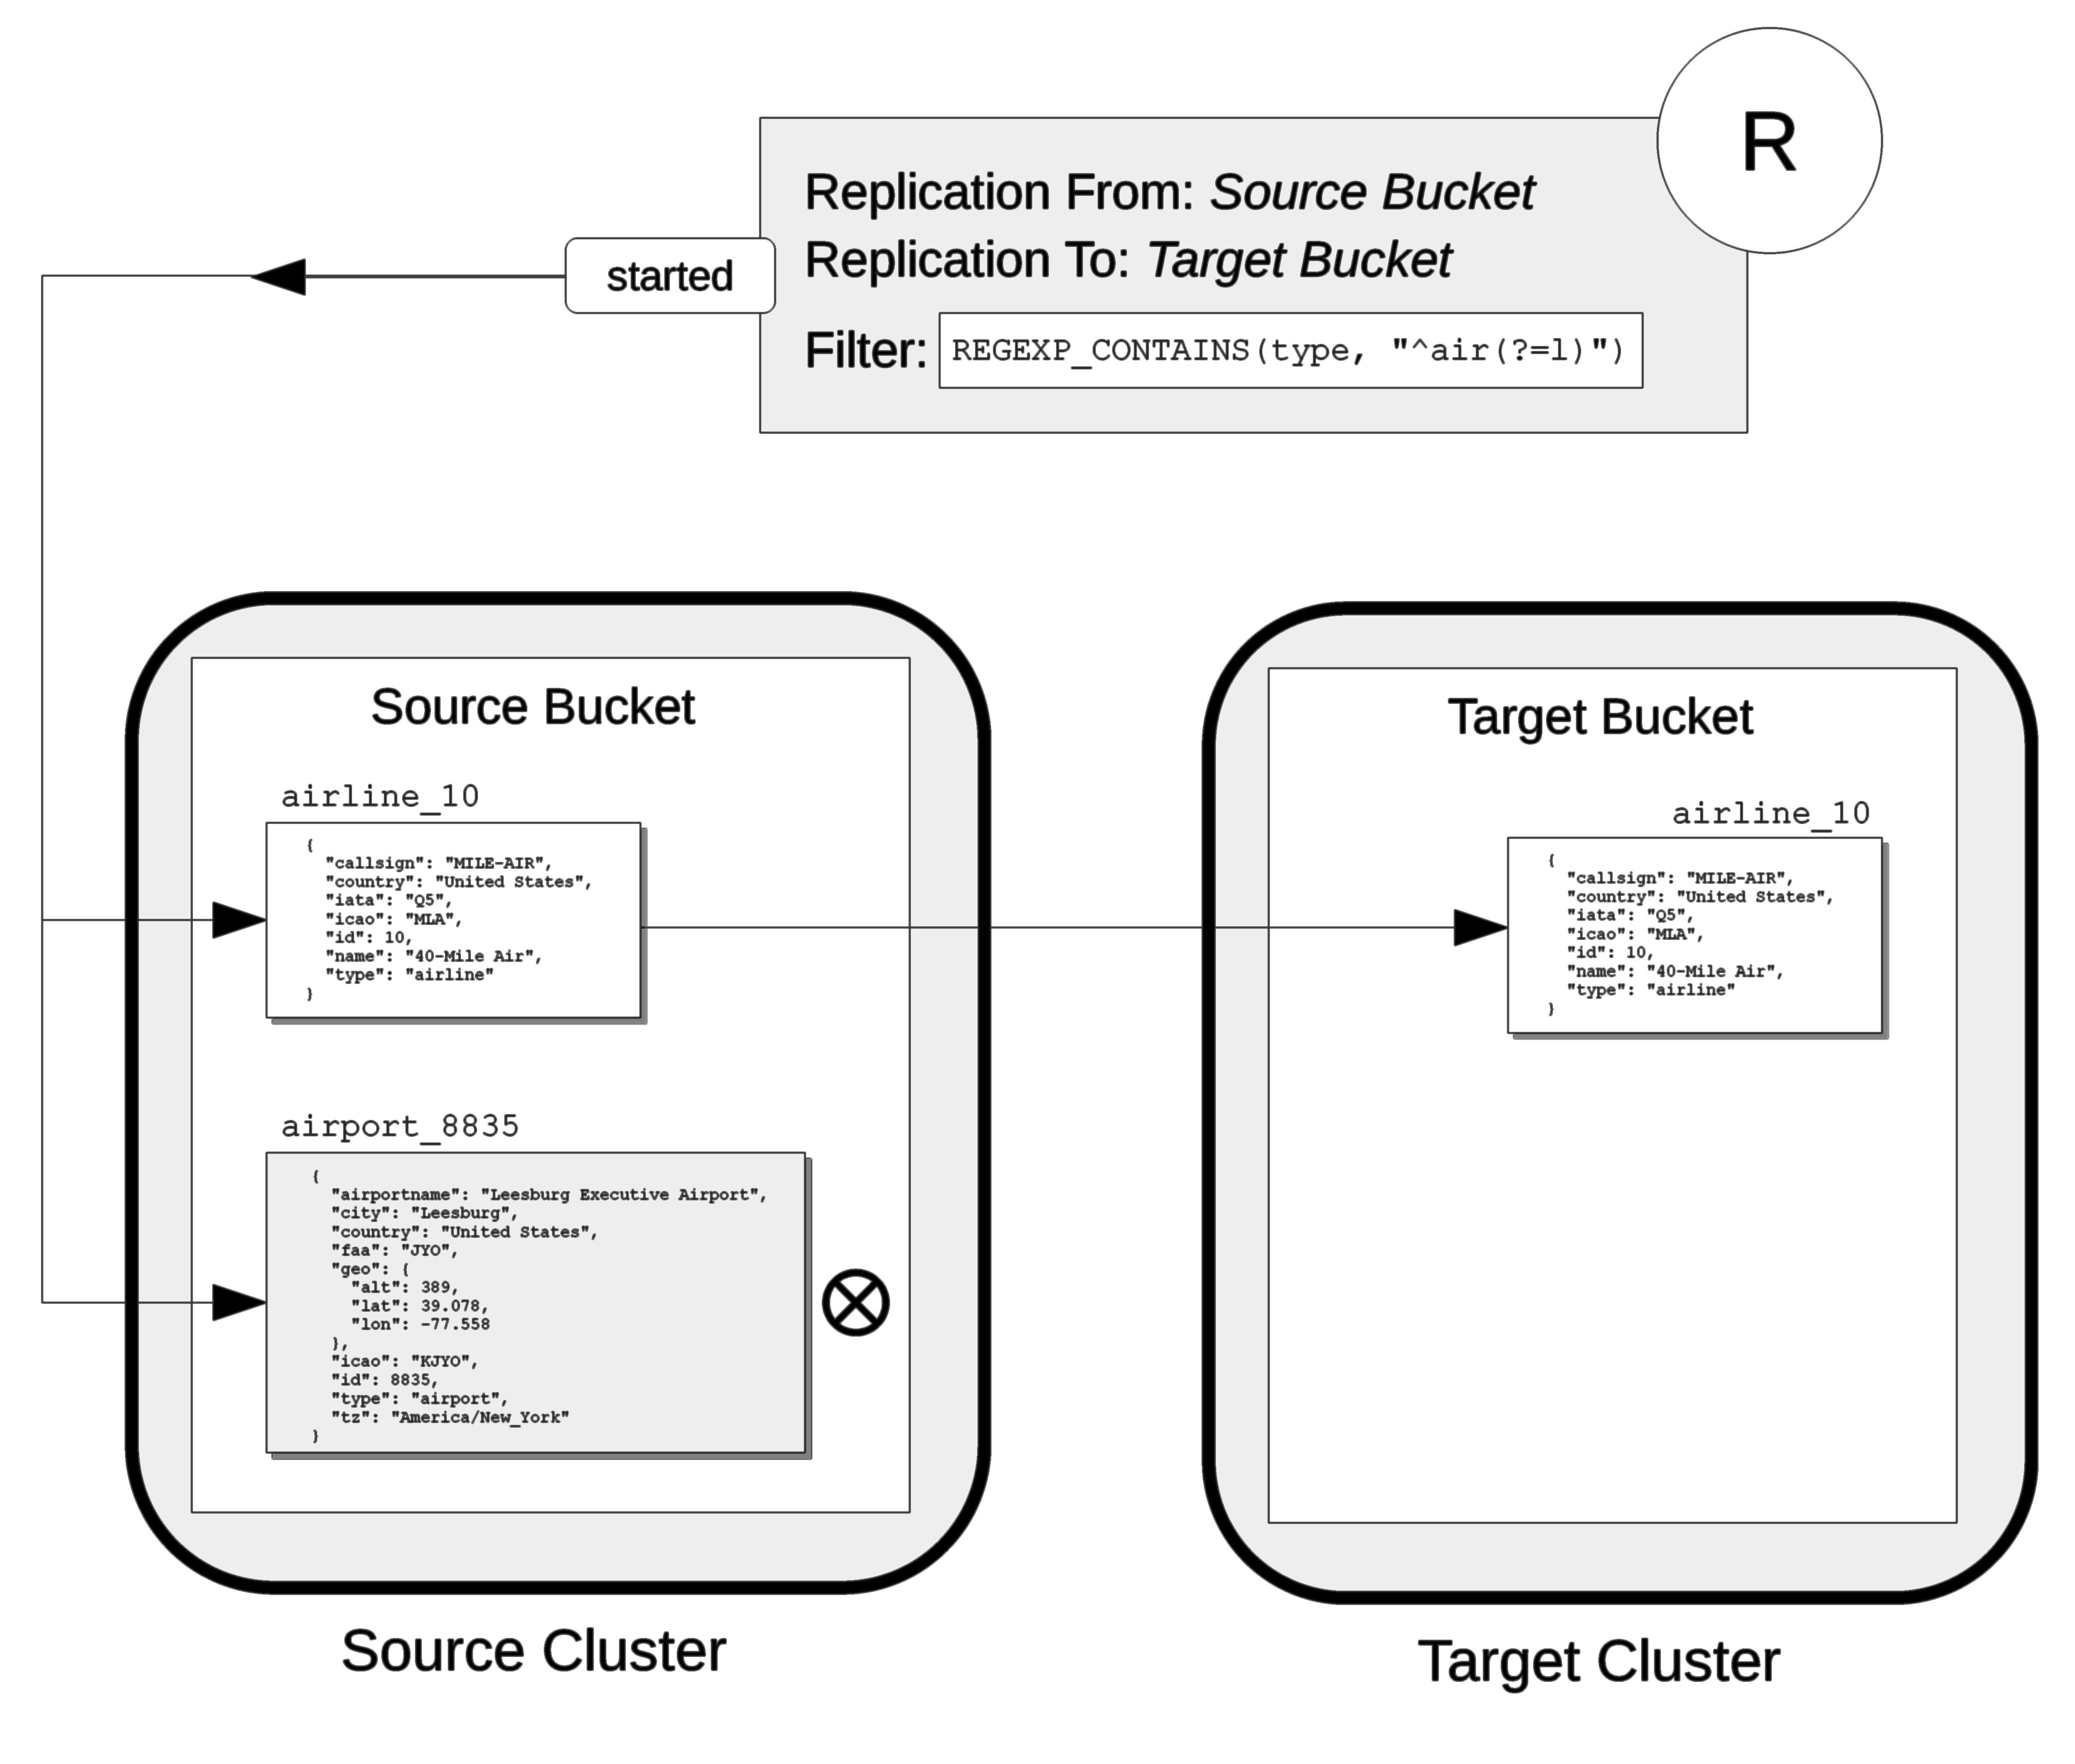 R
Replication From: Source Bucket
Replication To: Target Bucket
started
Filter: REGEXP_CONTAINS(type, "^air(?=l)")
Source Bucket
airline_10
{
"callsign": "MILE-AIR",
"country": "United States",
"iata": "Q5",
"icao": "MLA",
"id": 10,
"name": "40-Mile Air",
"type": "airline"
}
airport_8835
{
"airportname": "Leesburg Executive Airport",
"city": "Leesburg",
"country": "United States",
"faa": "JYO",
"geo": {
"alt": 389,
"lat": 39.078,
"lon": -77.558
},
"icao": "KJYO",
"id": 8835,
"type": "airport",
"tz": "America/New_York"
}
Source Cluster
Target Bucket
airline_10
{
"callsign": "MILE-AIR",
"country": "United States",
"iata": "Q5",
"icao": "MLA",
"id": 10,
"name": "40-Mile Air",
"type": "airline"
}
Target Cluster